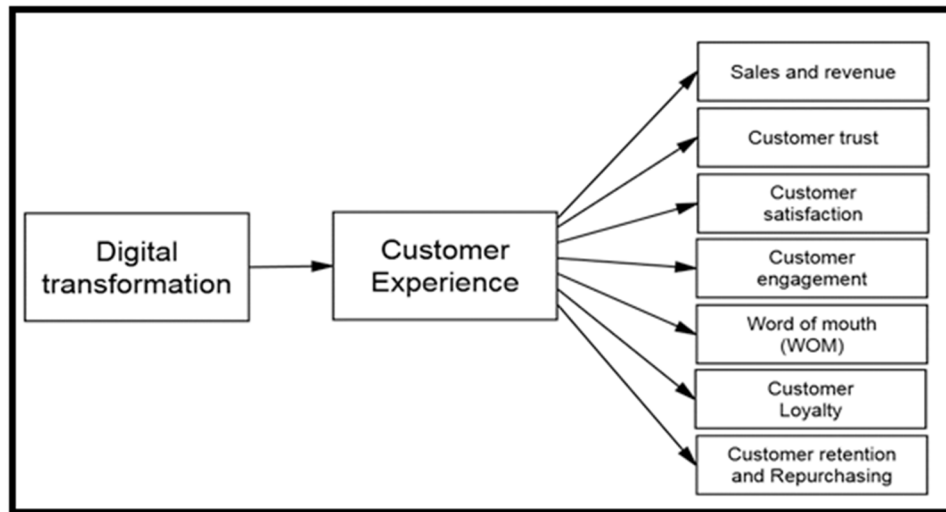 Digital
transformation
Customer
Experience
Sales and revenue
Customer trust
Customer
satisfaction
Customer
engagement
Word of mouth
(WOM)
Customer
Loyalty
Customer retention
and Repurchasing